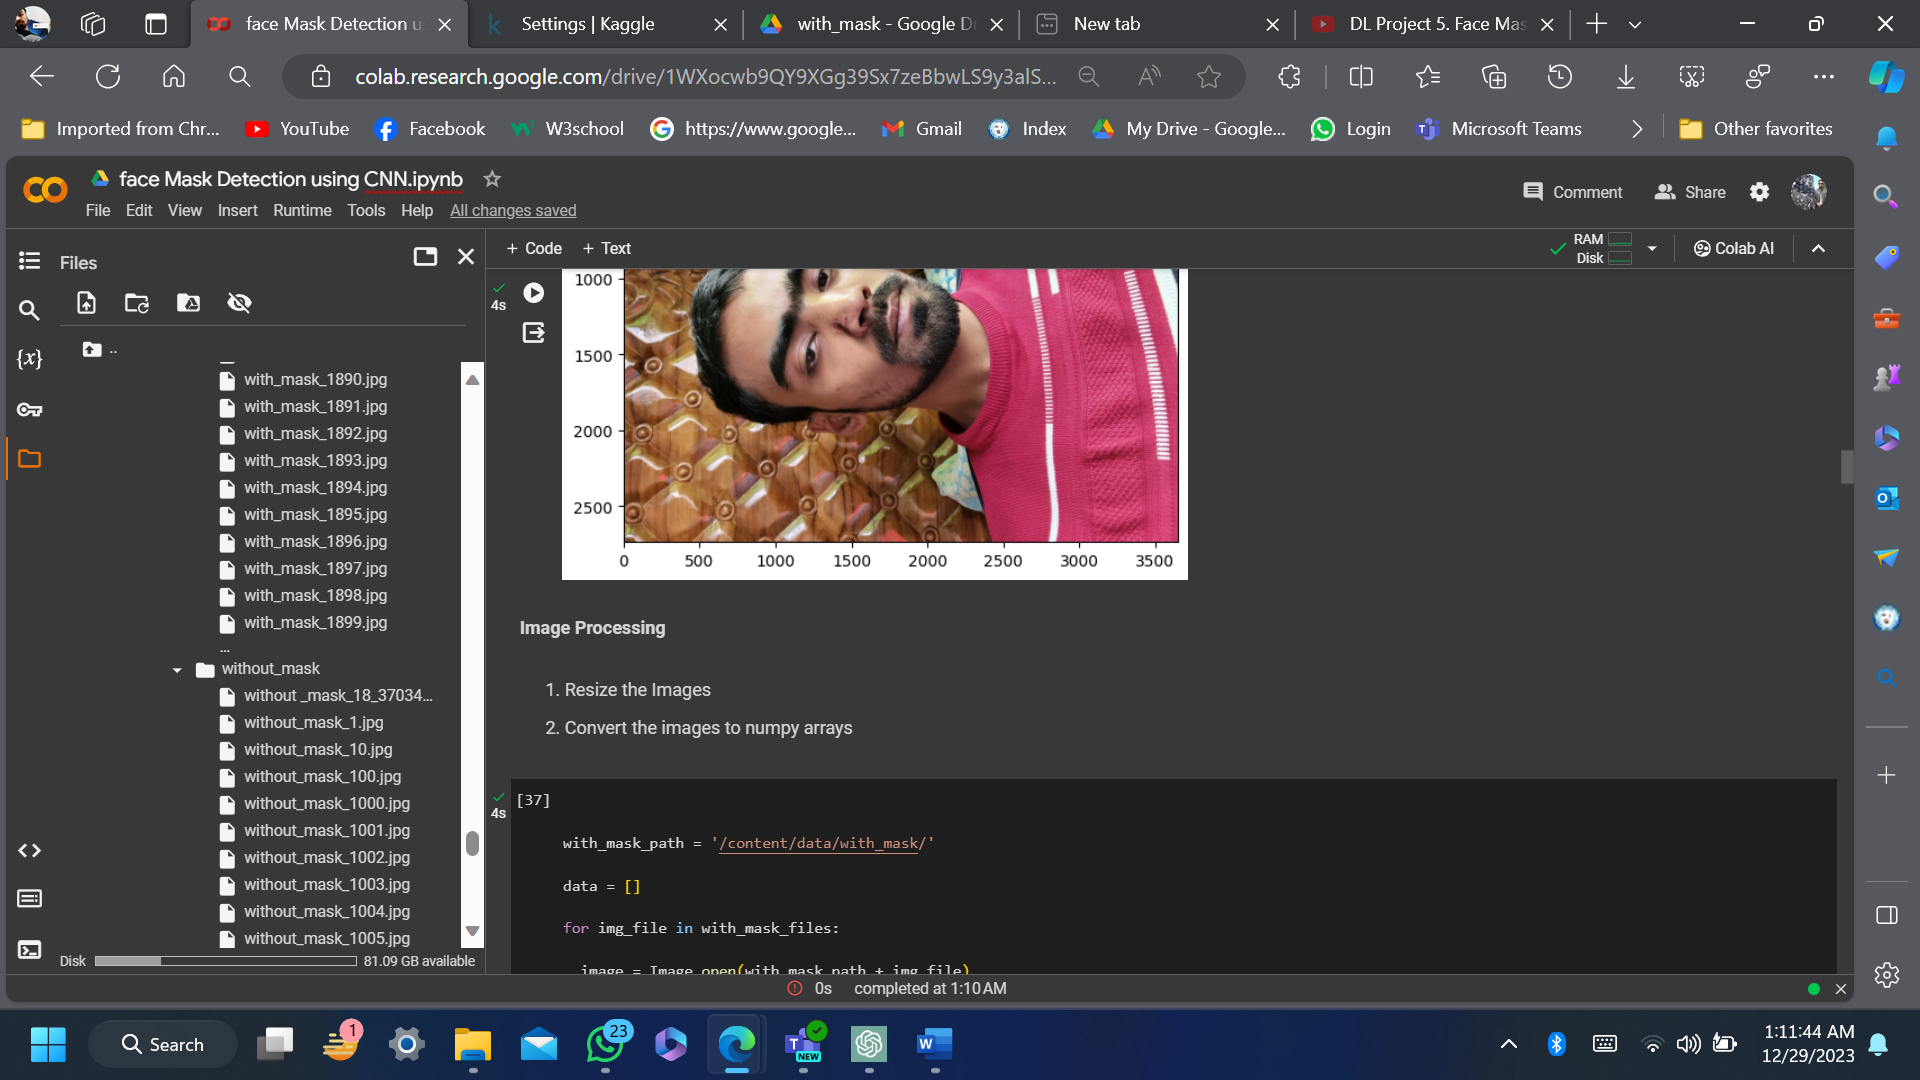 face Mask Detection u
Settings | Kaggle
with_mask - Google D
New tab
DL Project 5. Face Mas
colab.research.google.com/drive/1WXocwb9QY9XGg39Sx7zeBbwLS9y3alS...
Imported from Chr...
YouTube
Facebook
W3school
https://www.google...
Gmail
Index
My Drive - Google...
Login
Microsoft Teams
Other favorites
face Mask Detection using CNN.ipynb
Comment
Share
File Edit View Insert Runtime Tools Help All changes saved
Files
+ Code + Text
RAM
Disk
Colab AI
{x}
..
with_mask_1890.jpg
with_mask_1891.jpg
with_mask_1892.jpg
with_mask_1893.jpg
with_mask_1894.jpg
with_mask_1895.jpg
with_mask_1896.jpg
with_mask_1897.jpg
with_mask_1898.jpg
with_mask_1899.jpg
...
without_mask
without _mask_18_37034...
without_mask_1.jpg
without_mask_10.jpg
without_mask_100.jpg
without_mask_1000.jpg
without_mask_1001.jpg
without_mask_1002.jpg
without_mask_1003.jpg
without_mask_1004.jpg
without_mask_1005.jpg
Disk
81.09 GB available
4s
1000
1500
2000
2500
0 500 1000 1500 2000 2500 3000 3500
Image Processing
1. Resize the Images
2. Convert the images to numpy arrays
4s
[37]
with_mask_path = '/content/data/with_mask/'
data = []
for img_file in with_mask_files:
image = Image.open(with_mask_path + img_file)
0s completed at 1:10 AM
Search
1
23
NEW
1:11:44 AM
12/29/2023